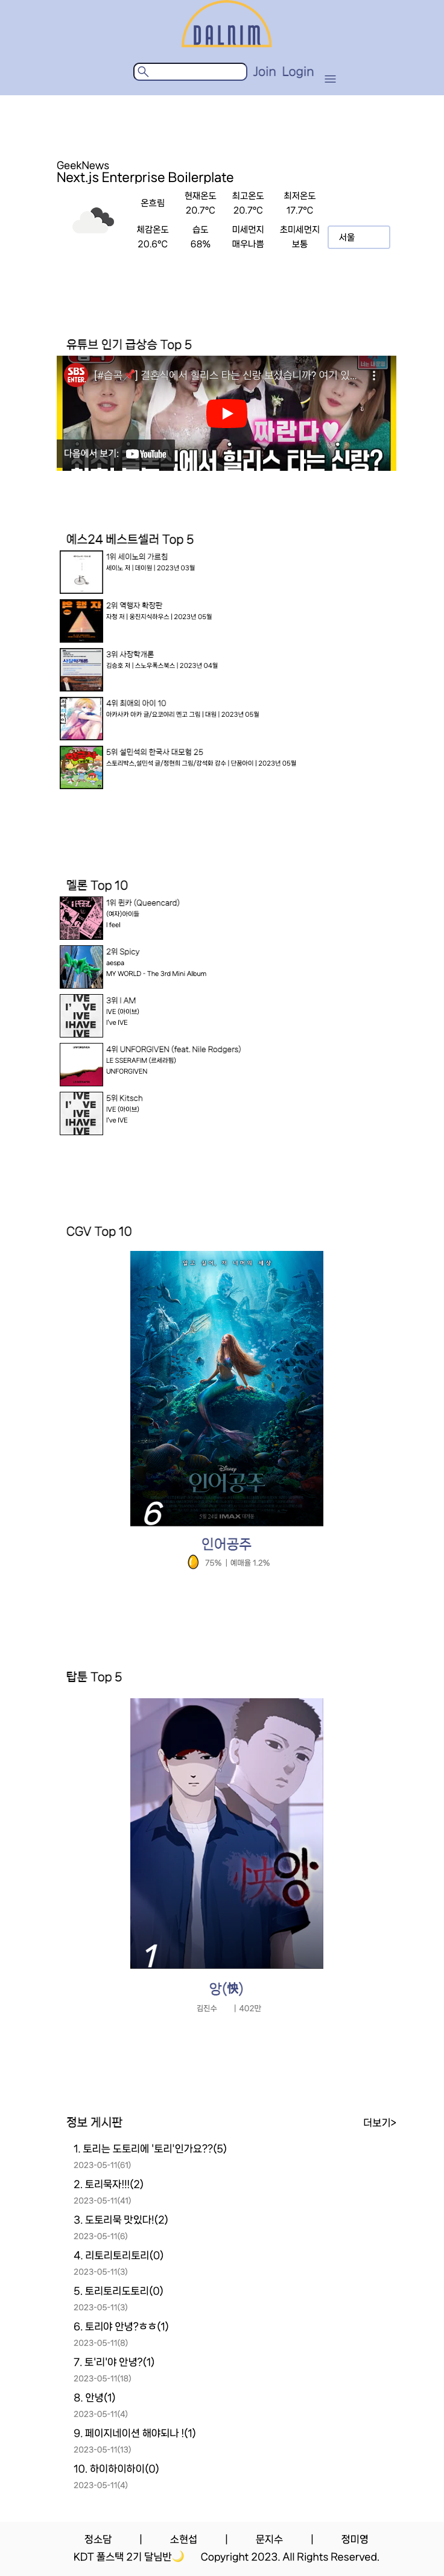 DALNIM
Join Login
GeekNews
Next.js Enterprise Boilerplate
온흐림
현재온도
20.7℃
최고온도
20.7℃
최저온도
17.7℃
체감온도
20.6℃
습도
68%
미세먼지
매우나쁨
초미세먼지
보통
서울
유튜브 인기 급상승 Top 5
SBS ENTER.
[#습콕📌] 결혼식에서 힐리스 타는 신랑 보셨습니까? 여기 있...
파란다♥
다음에서 보기: YouTube
에서 힐리스 타는 신랑?
예스24 베스트셀러 Top 5
1위 세이노의 가르침
세이노 저 | 데이원 | 2023년 03월
2위 역행자 확장판
자청 저 | 웅진지식하우스 | 2023년 05월
3위 사장학개론
김승호 저 | 스노우폭스북스 | 2023년 04월
4위 최애의 아이 10
아카사카 아카 글/요코야리 멘고 그림 | 대원 | 2023년 05월
5위 설민석의 한국사 대모험 25
스토리박스,설민석 글/정현희 그림/강석화 감수 | 단꿈아이 | 2023년 05월
멜론 Top 10
1위 퀸카 (Queencard)
(여자)아이들
I feel
2위 Spicy
aespa
MY WORLD - The 3rd Mini Album
3위 I AM
IVE (아이브)
I've IVE
4위 UNFORGIVEN (feat. Nile Rodgers)
LE SSERAFIM (르세라핌)
UNFORGIVEN
5위 Kitsch
IVE (아이브)
I've IVE
CGV Top 10
Disney
인어공주
5월 24일 IMAX 대개봉
6
인어공주
75% | 예매율 1.2%
탑툰 Top 5
快 앙
1
앙(快)
김진수 | 402만
정보 게시판
더보기>
1. 토리는 도토리에 '토리'인가요??(5)
2023-05-11(61)
2. 토리묵자!!!(2)
2023-05-11(41)
3. 도토리묵 맛있다!(2)
2023-05-11(6)
4. 리토리토리토리(0)
2023-05-11(3)
5. 토리토리도토리(0)
2023-05-11(3)
6. 토리야 안녕?ㅎㅎ(1)
2023-05-11(8)
7. 토'리'야 안녕?(1)
2023-05-11(18)
8. 안녕(1)
2023-05-11(4)
9. 페이지네이션 해야되나 !(1)
2023-05-11(13)
10. 하이하이하이(0)
2023-05-11(4)
정소담 | 소현섭 | 문지수 | 정미영
KDT 풀스택 2기 달님반🌙 Copyright 2023. All Rights Reserved.